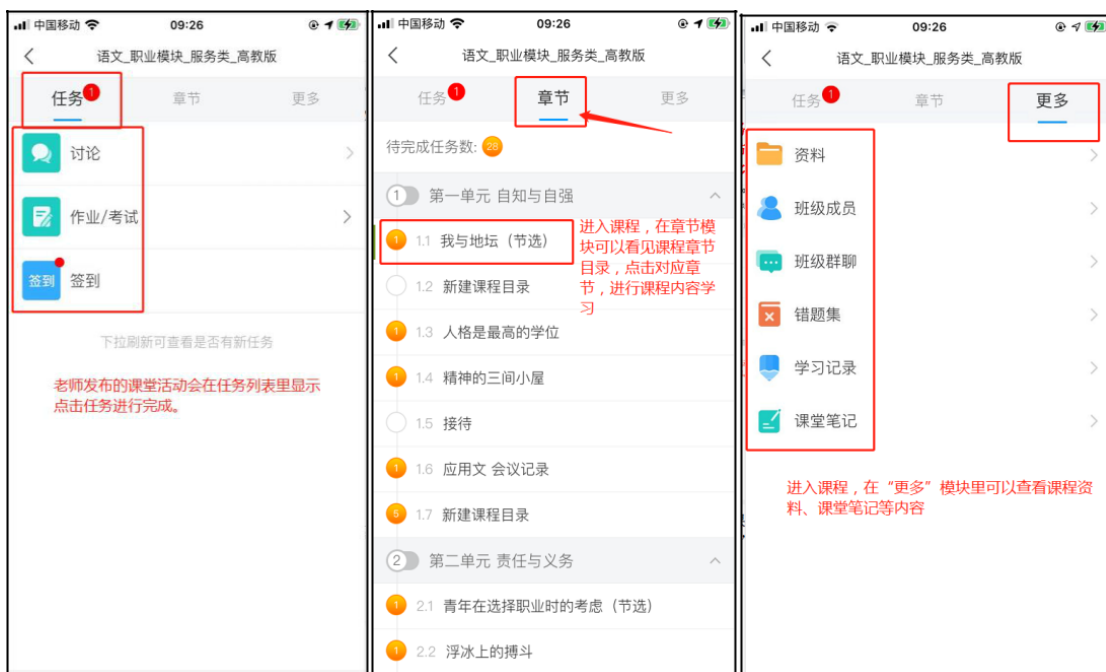 中国移动 09:26
语文_职业模块_服务类_高教版
任务 1 章节 更多
讨论
作业/考试
签到 签到
下拉刷新可查看是否有新任务
老师发布的课堂活动会在任务列表里显示
点击任务进行完成。
中国移动 09:26
语文_职业模块_服务类_高教版
任务 1 章节 更多
待完成任务数: 28
1 第一单元 自知与自强
1 1.1 我与地坛（节选）
进入课程，在章节模
块可以看见课程章节
目录，点击对应章
节，进行课程内容学
习
1.2 新建课程目录
1 1.3 人格是最高的学位
1 1.4 精神的三间小屋
1.5 接待
1 1.6 应用文 会议记录
5 1.7 新建课程目录
2 第二单元 责任与义务
1 2.1 青年在选择职业时的考虑（节选）
1 2.2 浮冰上的搏斗
中国移动 09:26
语文_职业模块_服务类_高教版
任务 1 章节 更多
资料
班级成员
班级群聊
错题集
学习记录
课堂笔记
进入课程，在“更多”模块里可以查看课程资
料、课堂笔记等内容